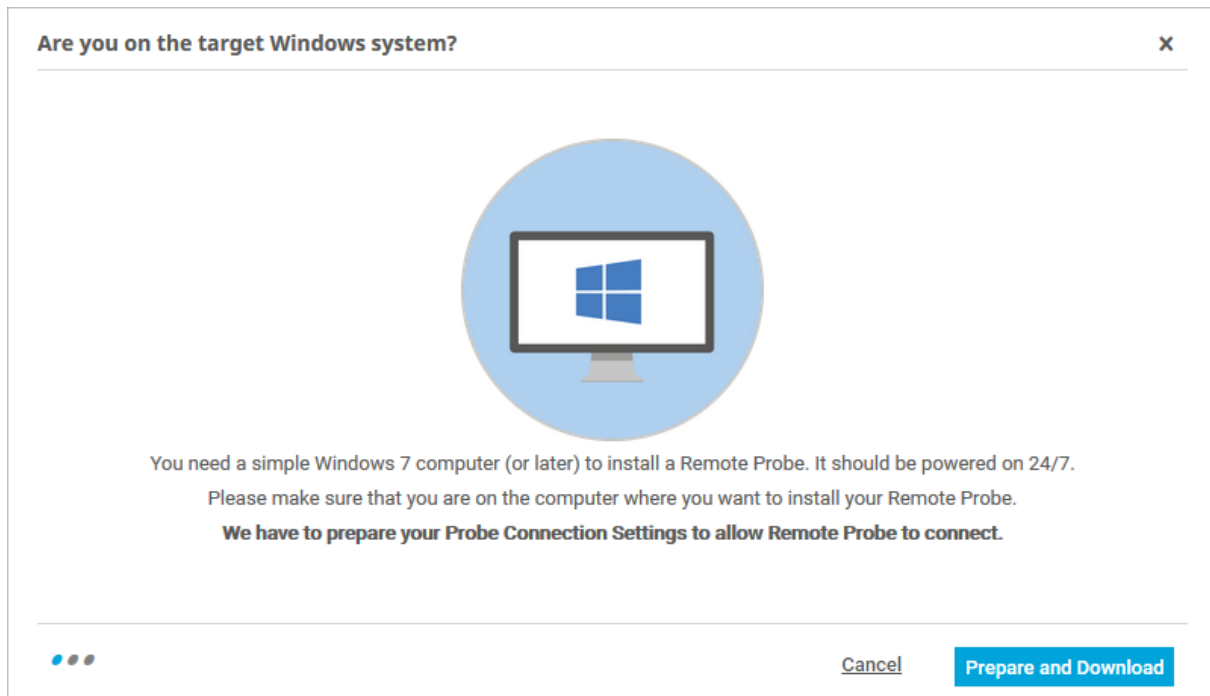 Are you on the target Windows system?
You need a simple Windows 7 computer (or later) to install a Remote Probe. It should be powered on 24/7.
Please make sure that you are on the computer where you want to install your Remote Probe.
We have to prepare your Probe Connection Settings to allow Remote Probe to connect.
Cancel
Prepare and Download